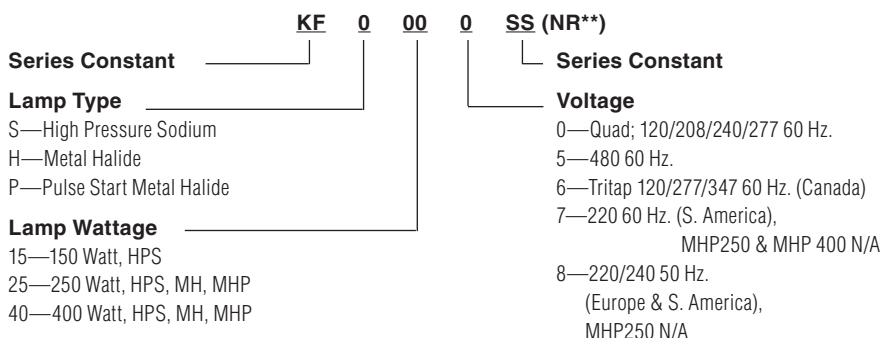 KF 0 00 0 SS (NR**)
Series Constant
Lamp Type
S—High Pressure Sodium
H—Metal Halide
P—Pulse Start Metal Halide
Lamp Wattage
15—150 Watt, HPS
25—250 Watt, HPS, MH, MHP
40—400 Watt, HPS, MH, MHP
Series Constant
Voltage
0—Quad; 120/208/240/277 60 Hz.
5—480 60 Hz.
6—Tritap 120/277/347 60 Hz. (Canada)
7—220 60 Hz. (S. America),
MHP250 & MHP 400 N/A
8—220/240 50 Hz.
(Europe & S. America),
MHP250 N/A